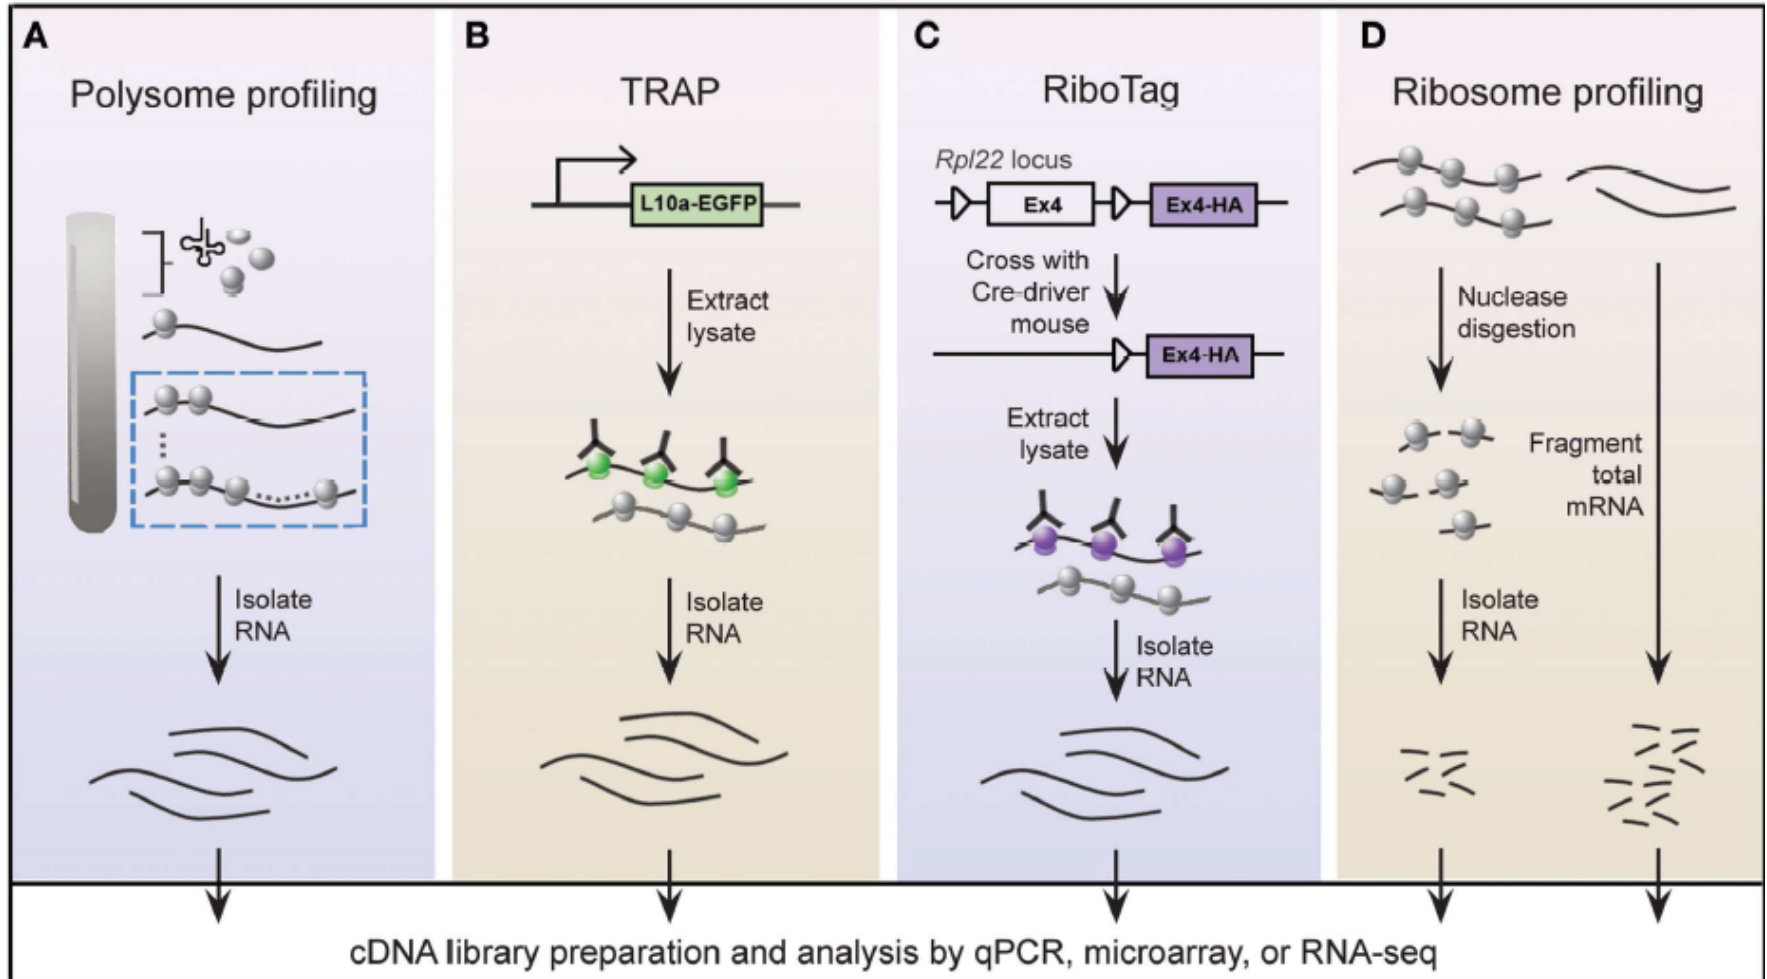 A
Polysome profiling
Isolate
RNA
B
TRAP
L10a-EGFP
Extract
lysate
Isolate
RNA
C
RiboTag
Rpl22 locus
Ex4
Ex4-HA
Cross with
Cre-driver
mouse
Ex4-HA
Extract
lysate
Isolate
RNA
D
Ribosome profiling
Nuclease
disgestion
Fragment
total
mRNA
Isolate
RNA
cDNA library preparation and analysis by qPCR, microarray, or RNA-seq